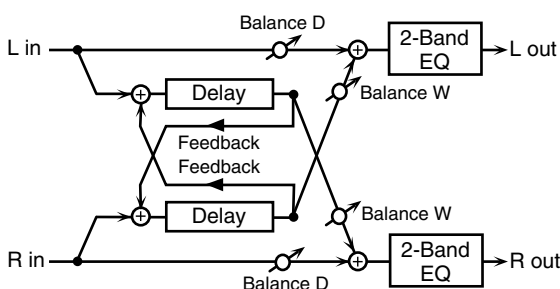 Balance D
L in
2-Band
EQ
L out
Delay
Balance W
Feedback
Feedback
Delay
Balance W
R in
2-Band
EQ
R out
Balance D